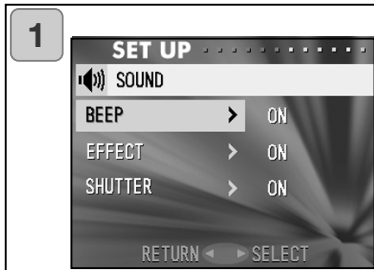 1
SET UP
SOUND
BEEP > ON
EFFECT > ON
SHUTTER > ON
RETURN ◄ ► SELECT